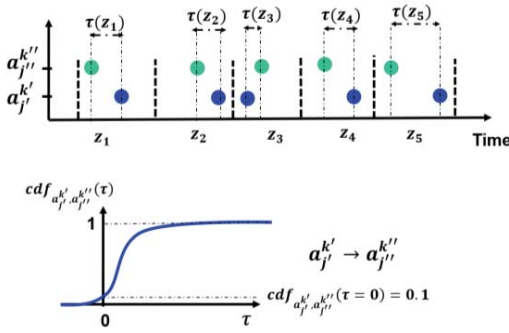 τ(z₁) τ(z₂) τ(z₃) τ(z₄) τ(z₅)
a_{j''}^{k''}
a_{j'}^{k'}
z₁ z₂ z₃ z₄ z₅ Time
cdf_{a_{j'}^{k'},a_{j''}^{k''}}(τ)
1
a_{j'}^{k'} → a_{j''}^{k''}
cdf_{a_{j'}^{k'},a_{j''}^{k''}}(τ = 0) = 0.1
0 τ